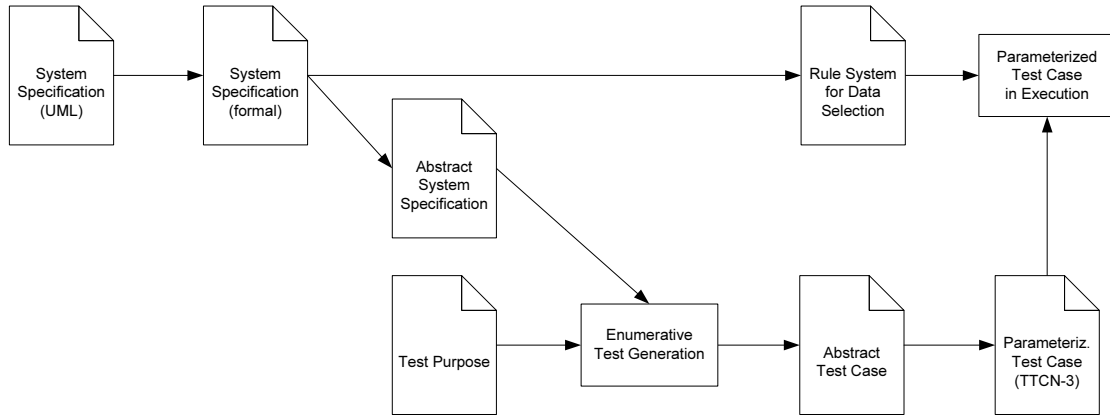 System
Specification
(UML)
System
Specification
(formal)
Rule System
for Data
Selection
Parameterized
Test Case
in Execution
Abstract
System
Specification
Test Purpose
Enumerative
Test Generation
Abstract
Test Case
Parameteriz.
Test Case
(TTCN-3)